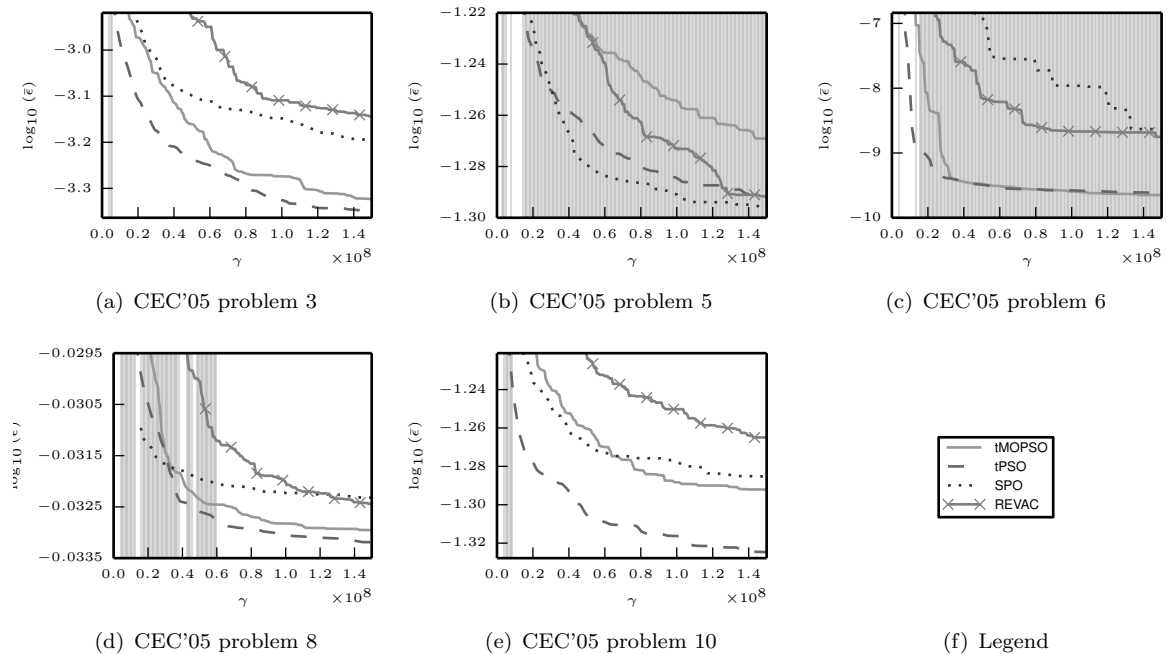 −3.0
−3.1
−3.2
−3.3
log10 (ε̄)
0.0 0.2 0.4 0.6 0.8 1.0 1.2 1.4
γ ×10^8
(a) CEC'05 problem 3
−1.22
−1.24
−1.26
−1.28
−1.30
log10 (ε̄)
0.0 0.2 0.4 0.6 0.8 1.0 1.2 1.4
γ ×10^8
(b) CEC'05 problem 5
−7
−8
−9
−10
log10 (ε̄)
0.0 0.2 0.4 0.6 0.8 1.0 1.2 1.4
γ ×10^8
(c) CEC'05 problem 6
−0.0295
−0.0305
−0.0315
−0.0325
−0.0335
log10 (ε̄)
0.0 0.2 0.4 0.6 0.8 1.0 1.2 1.4
γ ×10^8
(d) CEC'05 problem 8
−1.24
−1.26
−1.28
−1.30
−1.32
log10 (ε̄)
0.0 0.2 0.4 0.6 0.8 1.0 1.2 1.4
γ ×10^8
(e) CEC'05 problem 10
tMOPSO
tPSO
SPO
REVAC
(f) Legend